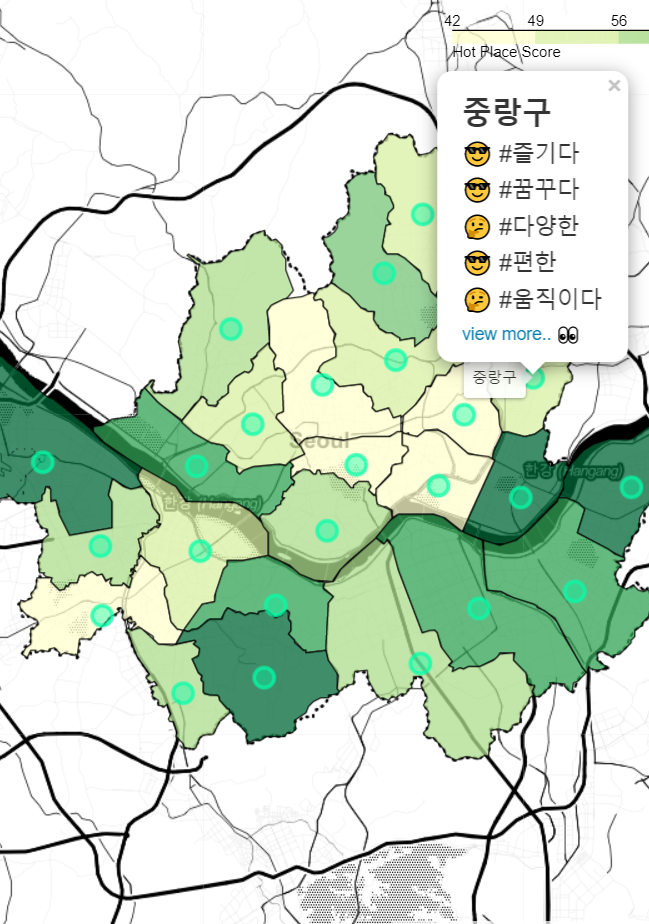 42 49 56
Hot Place Score
×
중랑구
#즐기다
#꿈꾸다
#다양한
#편한
#움직이다
view more..
중랑구
Seoul
한강 (Hangang)
한강 (Hangang)